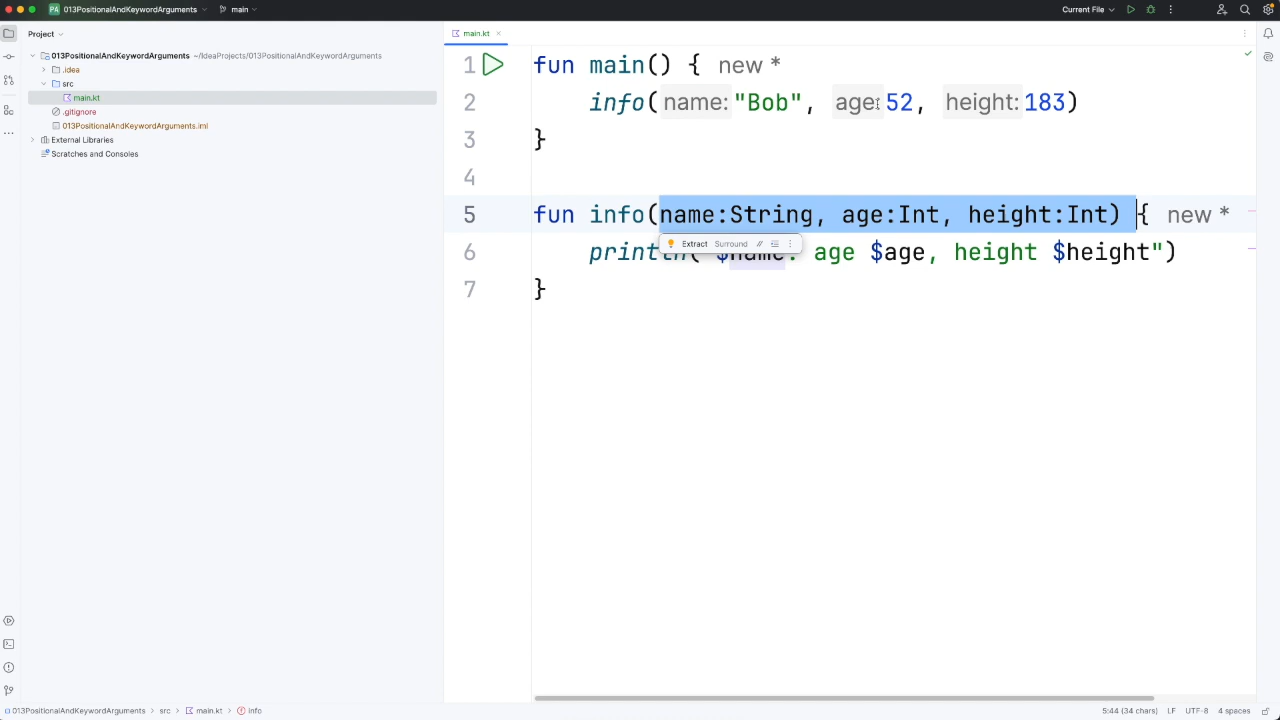 PA 013PositionalAndKeywordArguments main Current File
Project
main.kt
013PositionalAndKeywordArguments ~/IdeaProjects/013PositionalAndKeywordArguments
.idea
src
main.kt
.gitignore
013PositionalAndKeywordArguments.iml
External Libraries
Scratches and Consoles
1 fun main() { new *
2 info(name: "Bob", age: 52, height: 183)
3 }
4
5 fun info(name:String, age:Int, height:Int) { new *
Extract Surround
6 println("$name: age $age, height $height")
7 }
013PositionalAndKeywordArguments > src > main.kt > info 5:44 (34 chars) LF UTF-8 4 spaces